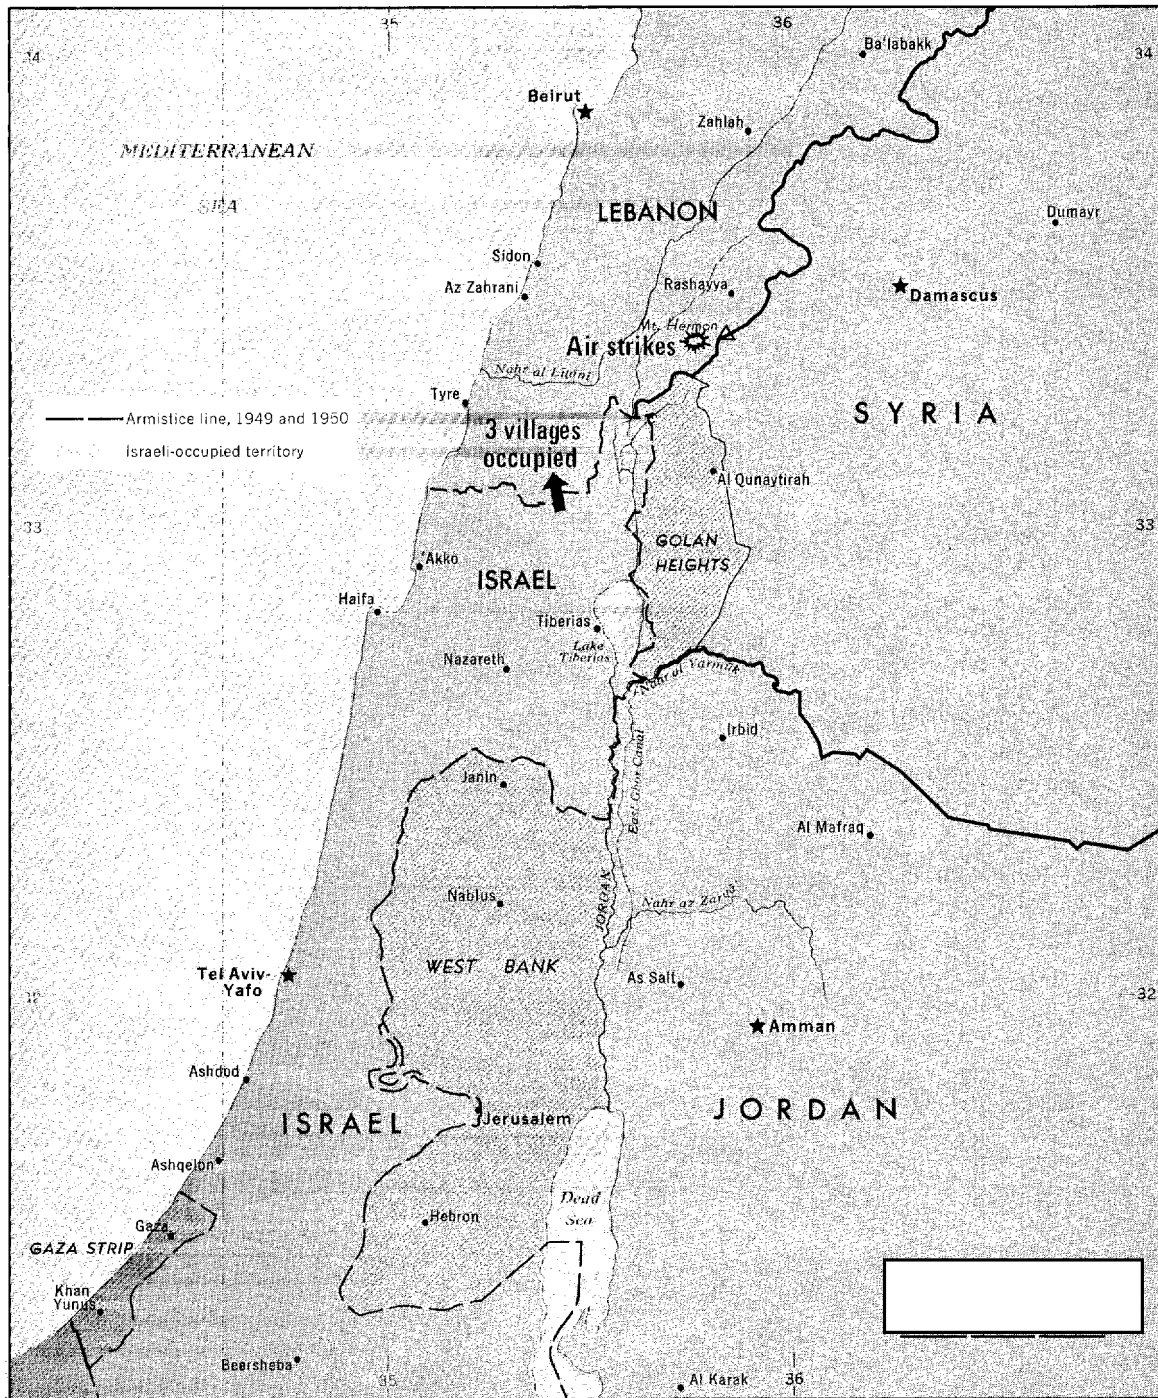 35
36
34
34
Ba'labakk
Beirut
Zahlah
MEDITERRANEAN
SEA
LEBANON
Dumayr
Sidon
Az Zahrani
Rashayya
Damascus
Mt. Hermon
Air strikes
Nahr al Litani
Tyre
SYRIA
Armistice line, 1949 and 1950
Israeli-occupied territory
3 villages
occupied
Al Qunaytirah
33
33
GOLAN
HEIGHTS
'Akko
ISRAEL
Haifa
Tiberias
Lake
Tiberias
Nazareth
Nahr al Yarmuk
Irbid
East Ghor Canal
Janin
Al Mafraq
Nablus
JORDAN
Nahr az Zarqa
WEST BANK
Tel Aviv-
Yafo
As Salt
32
32
Amman
Ashdod
ISRAEL
Jerusalem
JORDAN
Ashqelon
Dead
Sea
Hebron
Gaza
GAZA STRIP
Khan
Yunus
Beersheba
35
Al Karak
36